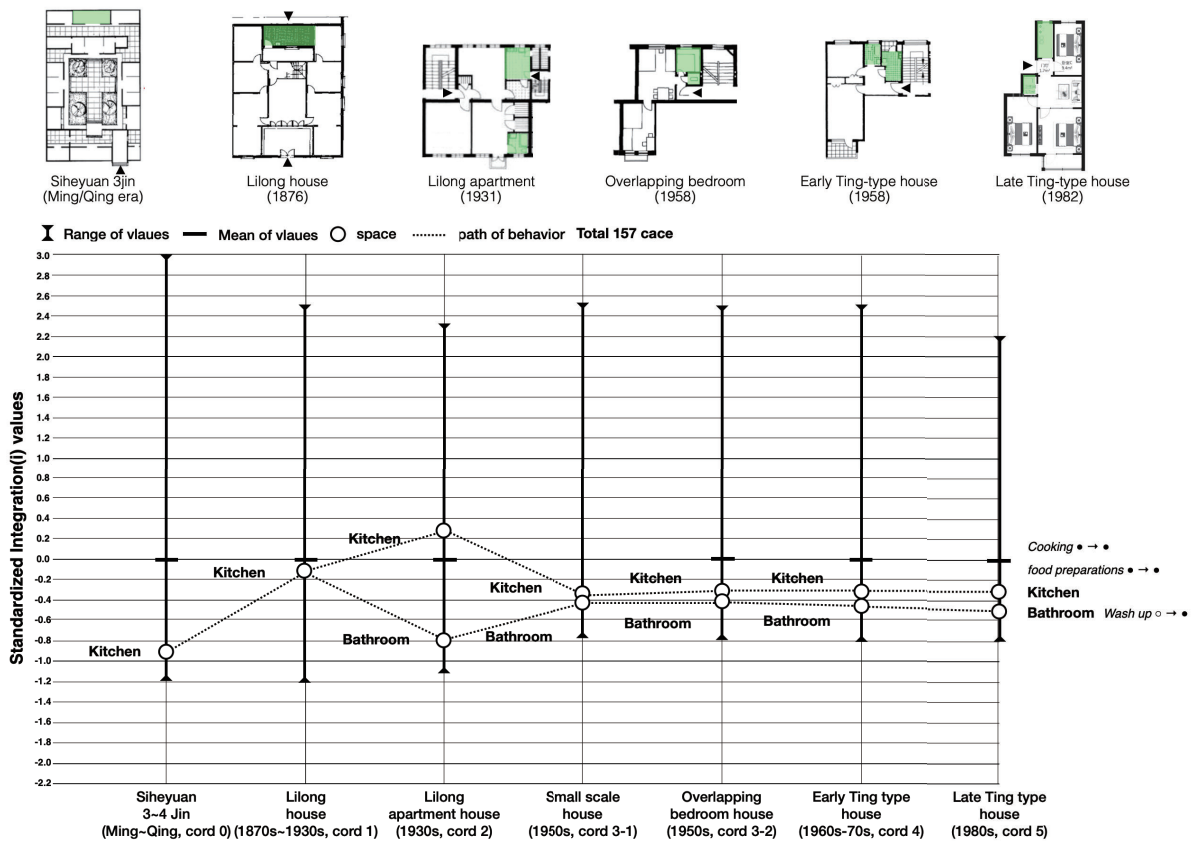 Siheyuan 3jin
(Ming/Qing era)
Lilong house
(1876)
Lilong apartment
(1931)
Overlapping bedroom
(1958)
Early Ting-type house
(1958)
Late Ting-type house
(1982)
Range of vlaues
Mean of vlaues
space
path of behavior
Total 157 cace
Standardized Integration(i) values
3.0
2.8
2.6
2.4
2.2
2.0
1.8
1.6
1.4
1.2
1.0
0.8
0.6
0.4
0.2
0.0
-0.2
-0.4
-0.6
-0.8
-1.0
-1.2
-1.4
-1.6
-1.8
-2.0
-2.2
Kitchen
Kitchen
Kitchen
Kitchen
Kitchen
Kitchen
Bathroom
Bathroom
Bathroom
Bathroom
Cooking ● → ●
food preparations ● → ●
Kitchen
Bathroom Wash up ○ → ●
Siheyuan
3~4 Jin
(Ming~Qing, cord 0)
Lilong
house
(1870s~1930s, cord 1)
Lilong
apartment house
(1930s, cord 2)
Small scale
house
(1950s, cord 3-1)
Overlapping
bedroom house
(1950s, cord 3-2)
Early Ting type
house
(1960s-70s, cord 4)
Late Ting type
house
(1980s, cord 5)